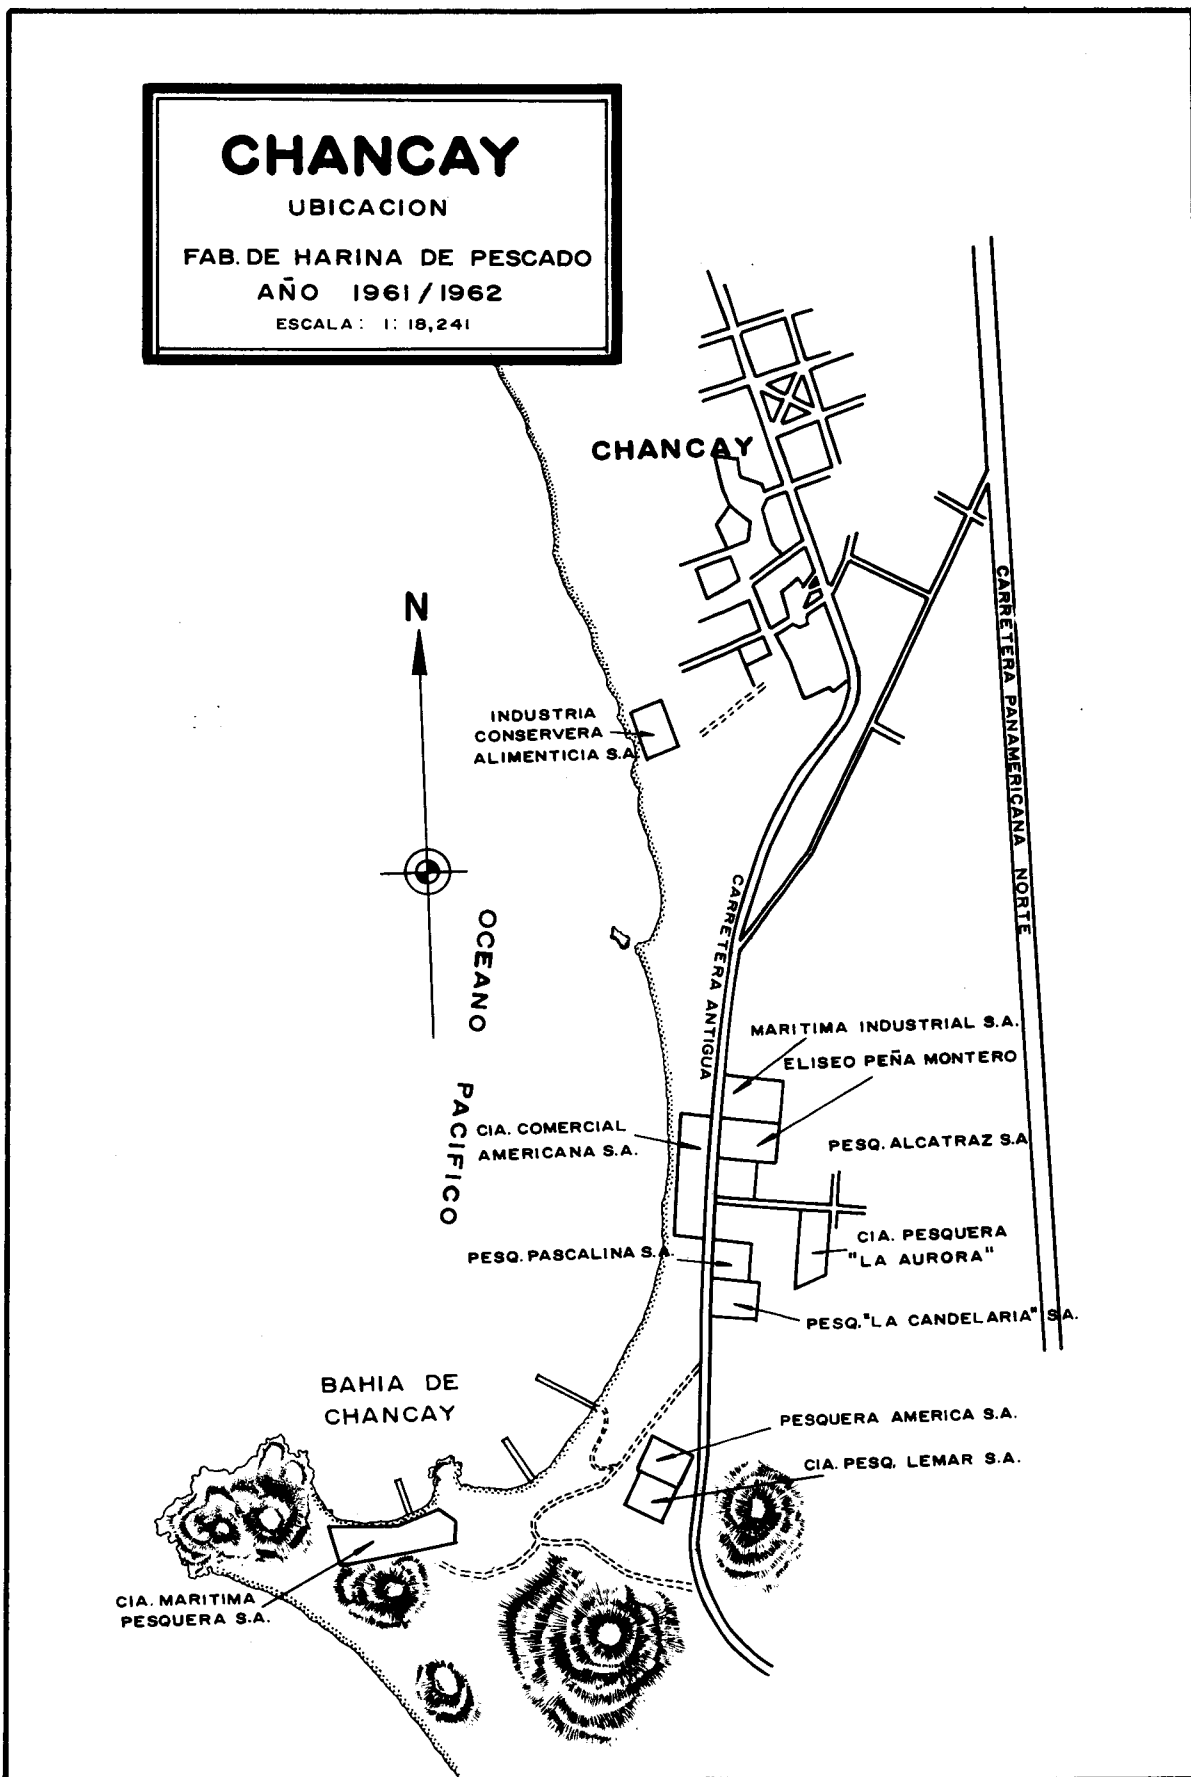 CHANCAY
UBICACION
FAB. DE HARINA DE PESCADO
AÑO 1961/1962
ESCALA: 1:18,241
CHANCAY
N
CARRETERA PANAMERICANA NORTE
INDUSTRIA
CONSERVERA
ALIMENTICIA S.A.
CARRETERA ANTIGUA
OCEANO
PACIFICO
MARITIMA INDUSTRIAL S.A.
ELISEO PEÑA MONTERO
CIA. COMERCIAL
AMERICANA S.A.
PESQ. ALCATRAZ S.A
CIA. PESQUERA
"LA AURORA"
PESQ. PASCALINA S.A.
PESQ. "LA CANDELARIA" S.A.
BAHIA DE
CHANCAY
PESQUERA AMERICA S.A.
CIA. PESQ. LEMAR S.A.
CIA. MARITIMA
PESQUERA S.A.